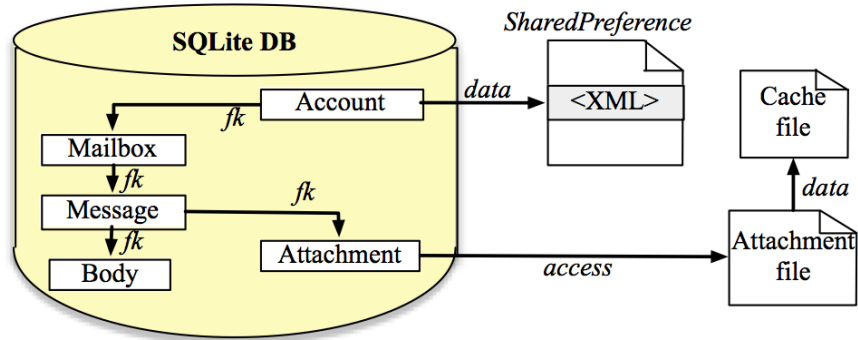 SharedPreference
SQLite DB
Account
data
<XML>
Cache
file
fk
Mailbox
fk
fk
data
Message
fk
Attachment
Attachment
file
Body
access